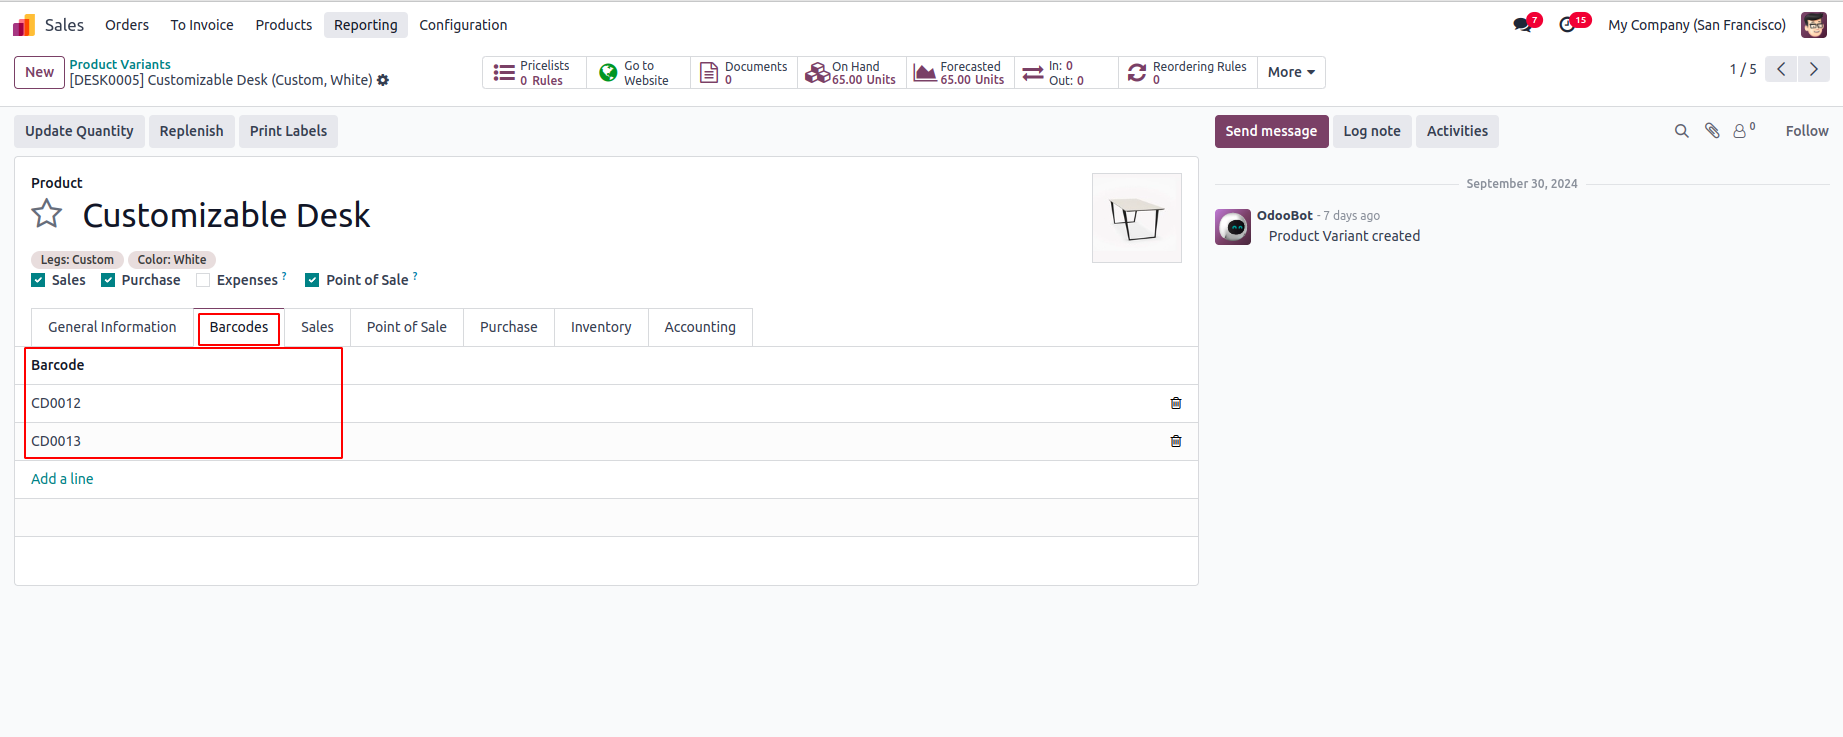 Sales Orders To Invoice Products Reporting Configuration 7 15 My Company (San Francisco)
New
Product Variants
[DESK0005] Customizable Desk (Custom, White)
Pricelists
0 Rules
Go to
Website
Documents
0
On Hand
65.00 Units
Forecasted
65.00 Units
In: 0
Out: 0
Reordering Rules
0
More
1 / 5
Update Quantity Replenish Print Labels
Send message Log note Activities 0 Follow
Product
Customizable Desk
Legs: Custom Color: White
Sales Purchase Expenses ? Point of Sale ?
General Information Barcodes Sales Point of Sale Purchase Inventory Accounting
Barcode
CD0012
CD0013
Add a line
September 30, 2024
OdooBot - 7 days ago
Product Variant created